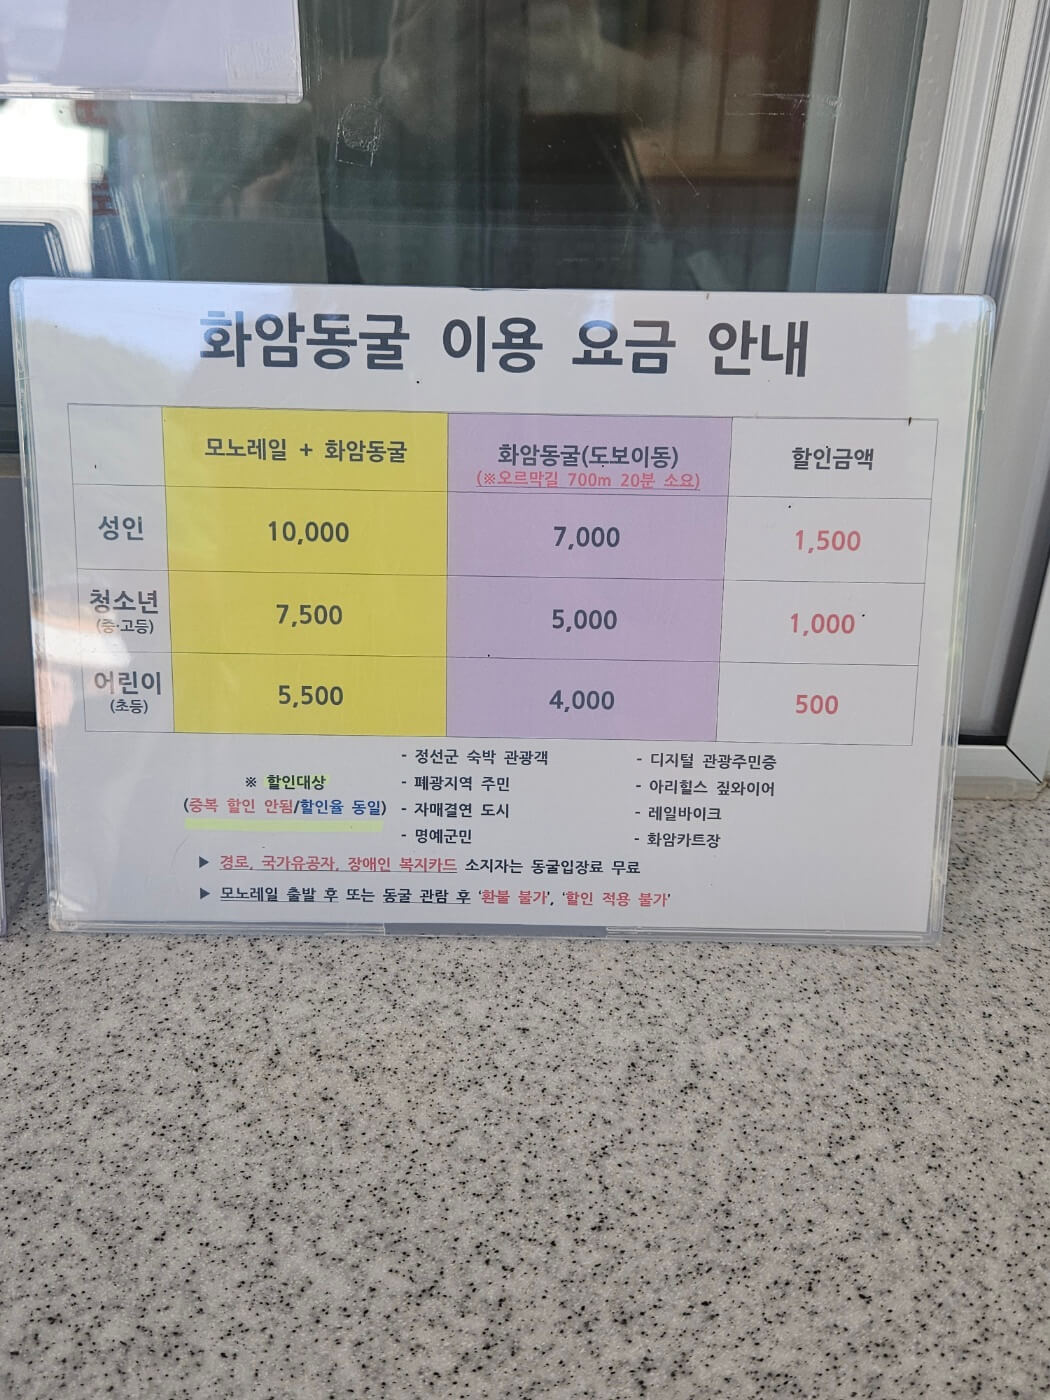 화암동굴 이용 요금 안내
모노레일 + 화암동굴 화암동굴(도보이동) 할인금액
(※오르막길 700m 20분 소요)
성인 10,000 7,000 1,500
청소년 7,500 5,000 1,000
(중·고등)
어린이 5,500 4,000 500
(초등)
- 정선군 숙박 관광객 - 디지털 관광주민증
※ 할인대상 - 폐광지역 주민 - 아리힐스 짚와이어
(중복 할인 안됨/할인율 동일) - 자매결연 도시 - 레일바이크
- 명예군민 - 화암카트장
▶ 경로, 국가유공자, 장애인 복지카드 소지자는 동굴입장료 무료
▶ 모노레일 출발 후 또는 동굴 관람 후 '환불 불가', '할인 적용 불가'